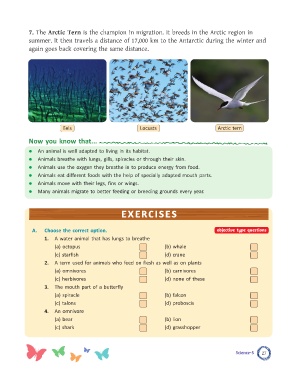 7. The Arctic Tern is the champion in migration. It breeds in the Arctic region in
summer. It then travels a distance of 17,000 km to the Antarctic during the winter and
again goes back covering the same distance.
Eels
Locusts
Arctic tern
Now you know that...
An animal is well adapted to living in its habitat.
Animals breathe with lungs, gills, spiracles or through their skin.
Animals use the oxygen they breathe in to produce energy from food.
Animals eat different foods with the help of specially adapted mouth parts.
Animals move with their legs, fins or wings.
Many animals migrate to better feeding or breeding grounds every year.
EXERCISES
A. Choose the correct option.
objective type questions
1. A water animal that has lungs to breathe
(a) octopus (b) whale
(c) starfish (d) crane
2. A term used for animals who feed on flesh as well as on plants
(a) omnivores (b) carnivores
(c) herbivores (d) none of these
3. The mouth part of a butterfly
(a) spiracle (b) falcon
(c) talons (d) proboscis
4. An omnivore
(a) bear (b) lion
(c) shark (d) grasshopper
Science-5 27